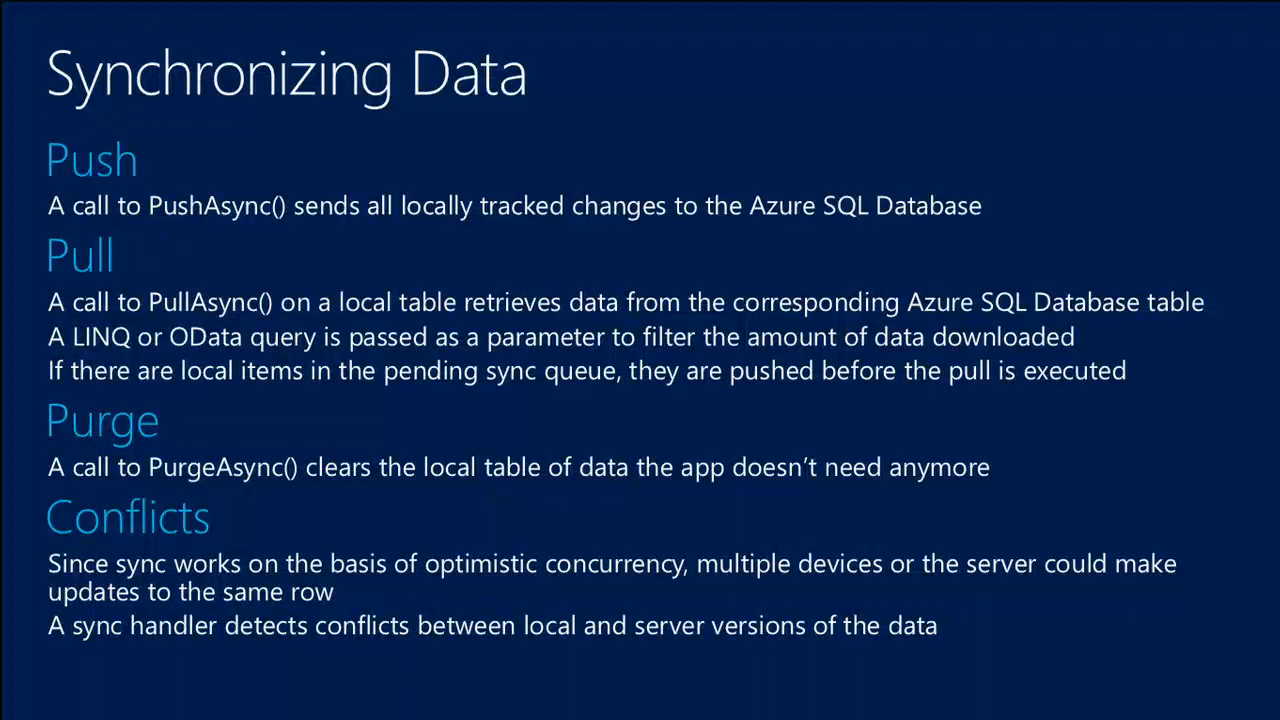 Synchronizing Data
Push
A call to PushAsync() sends all locally tracked changes to the Azure SQL Database
Pull
A call to PullAsync() on a local table retrieves data from the corresponding Azure SQL Database table
A LINQ or OData query is passed as a parameter to filter the amount of data downloaded
If there are local items in the pending sync queue, they are pushed before the pull is executed
Purge
A call to PurgeAsync() clears the local table of data the app doesn't need anymore
Conflicts
Since sync works on the basis of optimistic concurrency, multiple devices or the server could make
updates to the same row
A sync handler detects conflicts between local and server versions of the data